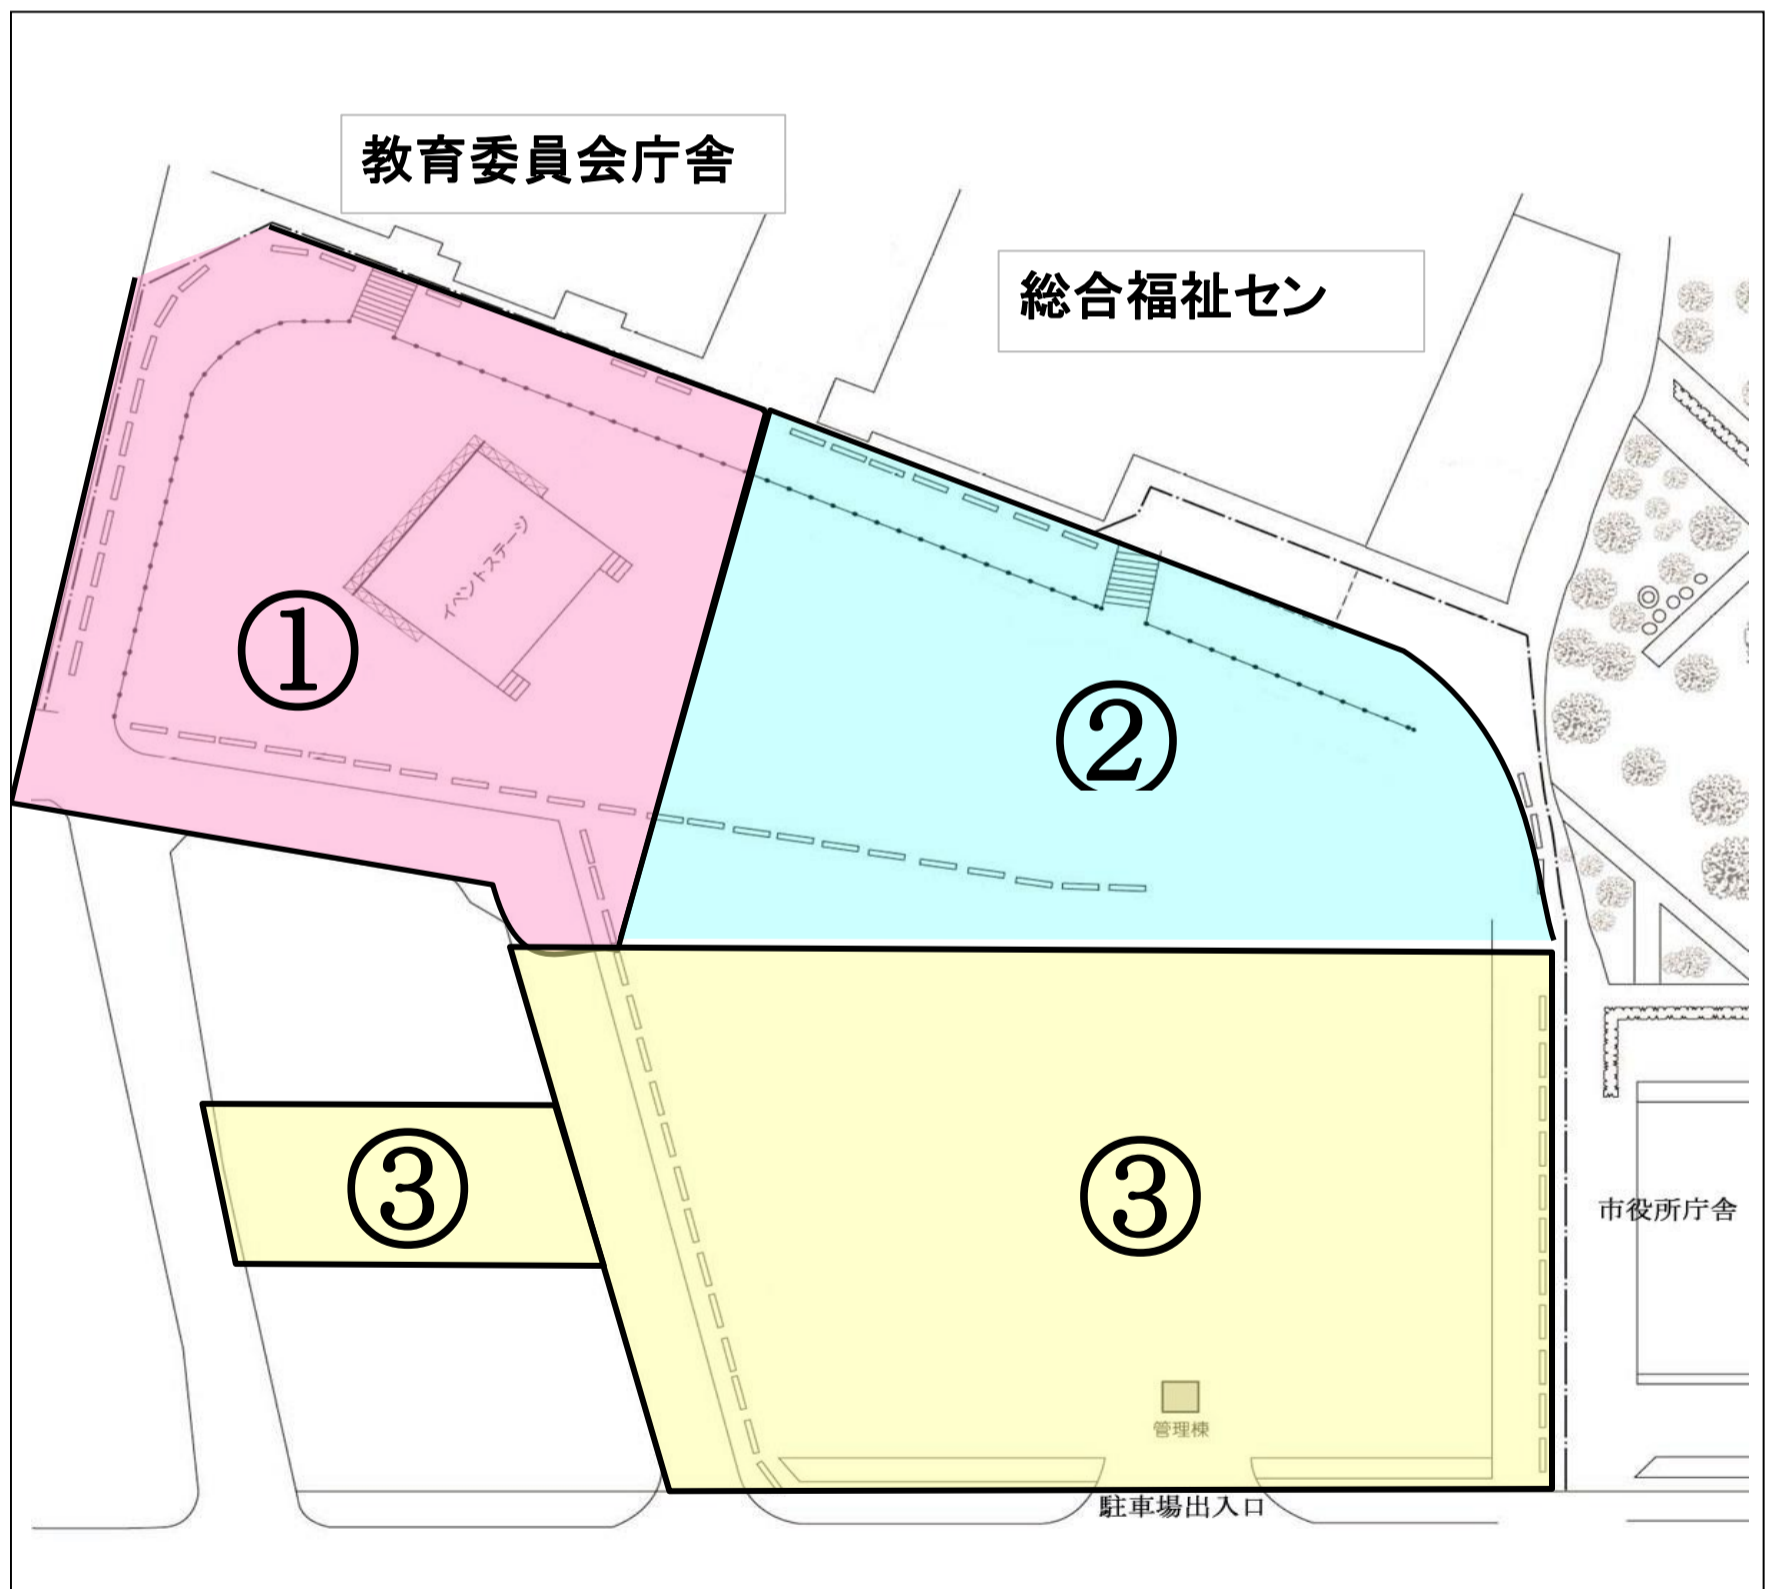 教育委員会庁舎
総合福祉セン
イベントステージ
①
②
③
③
市役所庁舎
管理棟
駐車場出入口